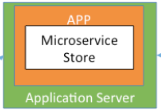 APP
Microservice
Store
Application Server